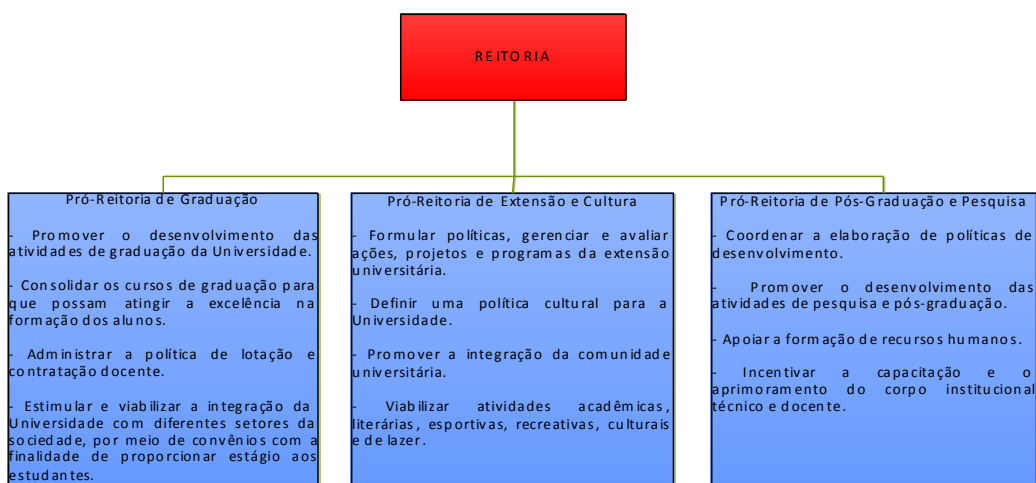 REITORIA
Pró-Reitoria de Graduação
- Promover o desenvolvimento das
atividades de graduação da Universidade.
- Consolidar os cursos de graduação para
que possam atingir a excelência na
formação dos alunos.
- Administrar a política de lotação e
contratação docente.
- Estimular e viabilizar a integração da
Universidade com diferentes setores da
sociedade, por meio de convênios com a
finalidade de proporcionar estágio aos
estudantes.
Pró-Reitoria de Extensão e Cultura
- Formular políticas, gerenciar e avaliar
ações, projetos e programas da extensão
universitária.
- Definir uma política cultural para a
Universidade.
- Promover a integração da comunidade
universitária.
- Viabilizar atividades acadêmicas,
literárias, esportivas, recreativas, culturais
e de lazer.
Pró-Reitoria de Pós-Graduação e Pesquisa
- Coordenar a elaboração de políticas de
desenvolvimento.
- Promover o desenvolvimento das
atividades de pesquisa e pós-graduação.
- Apoiar a formação de recursos humanos.
- Incentivar a capacitação e o
aprimoramento do corpo institucional
técnico e docente.